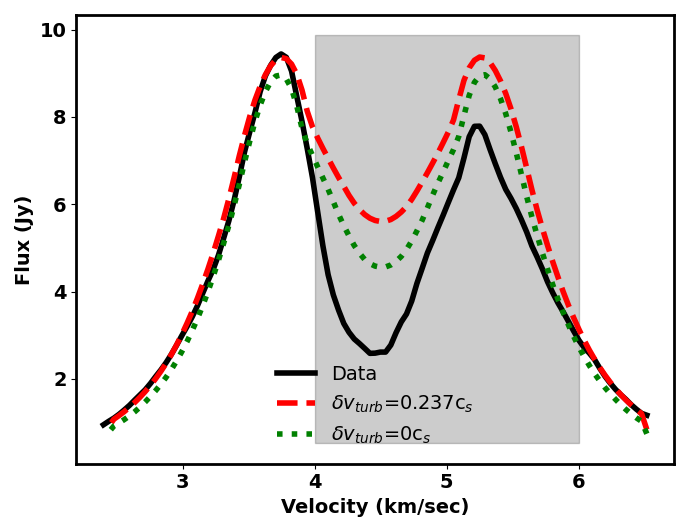 10
8
6
4
2
Flux (Jy)
Data
δv_turb=0.237c_s
δv_turb=0c_s
3 4 5 6
Velocity (km/sec)